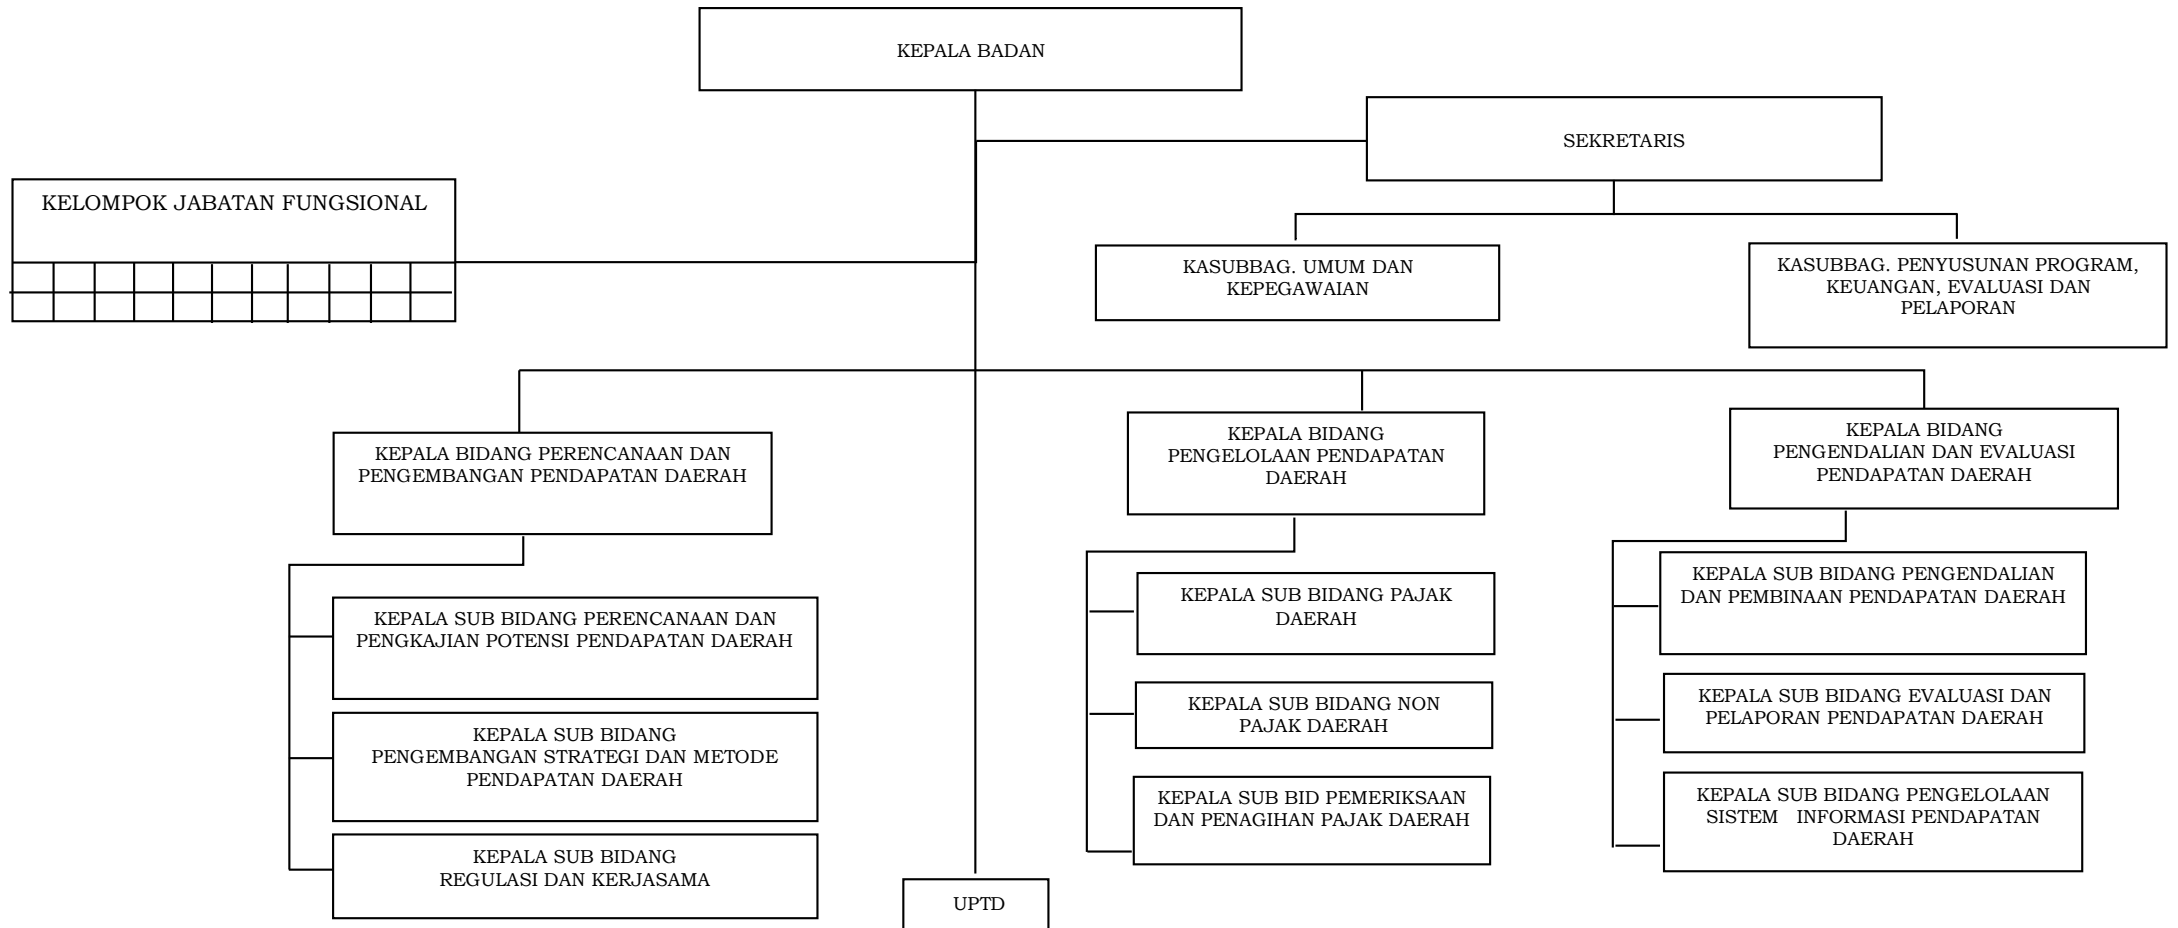 KEPALA BADAN
SEKRETARIS
KELOMPOK JABATAN FUNGSIONAL
KASUBBAG. UMUM DAN
KEPEGAWAIAN
KASUBBAG. PENYUSUNAN PROGRAM,
KEUANGAN, EVALUASI DAN
PELAPORAN
KEPALA BIDANG PERENCANAAN DAN
PENGEMBANGAN PENDAPATAN DAERAH
KEPALA BIDANG
PENGELOLAAN PENDAPATAN
DAERAH
KEPALA BIDANG
PENGENDALIAN DAN EVALUASI
PENDAPATAN DAERAH
KEPALA SUB BIDANG PERENCANAAN DAN
PENGKAJIAN POTENSI PENDAPATAN DAERAH
KEPALA SUB BIDANG
PENGEMBANGAN STRATEGI DAN METODE
PENDAPATAN DAERAH
KEPALA SUB BIDANG
REGULASI DAN KERJASAMA
KEPALA SUB BIDANG PAJAK
DAERAH
KEPALA SUB BIDANG NON
PAJAK DAERAH
KEPALA SUB BID PEMERIKSAAN
DAN PENAGIHAN PAJAK DAERAH
KEPALA SUB BIDANG PENGENDALIAN
DAN PEMBINAAN PENDAPATAN DAERAH
KEPALA SUB BIDANG EVALUASI DAN
PELAPORAN PENDAPATAN DAERAH
KEPALA SUB BIDANG PENGELOLAAN
SISTEM INFORMASI PENDAPATAN
DAERAH
UPTD